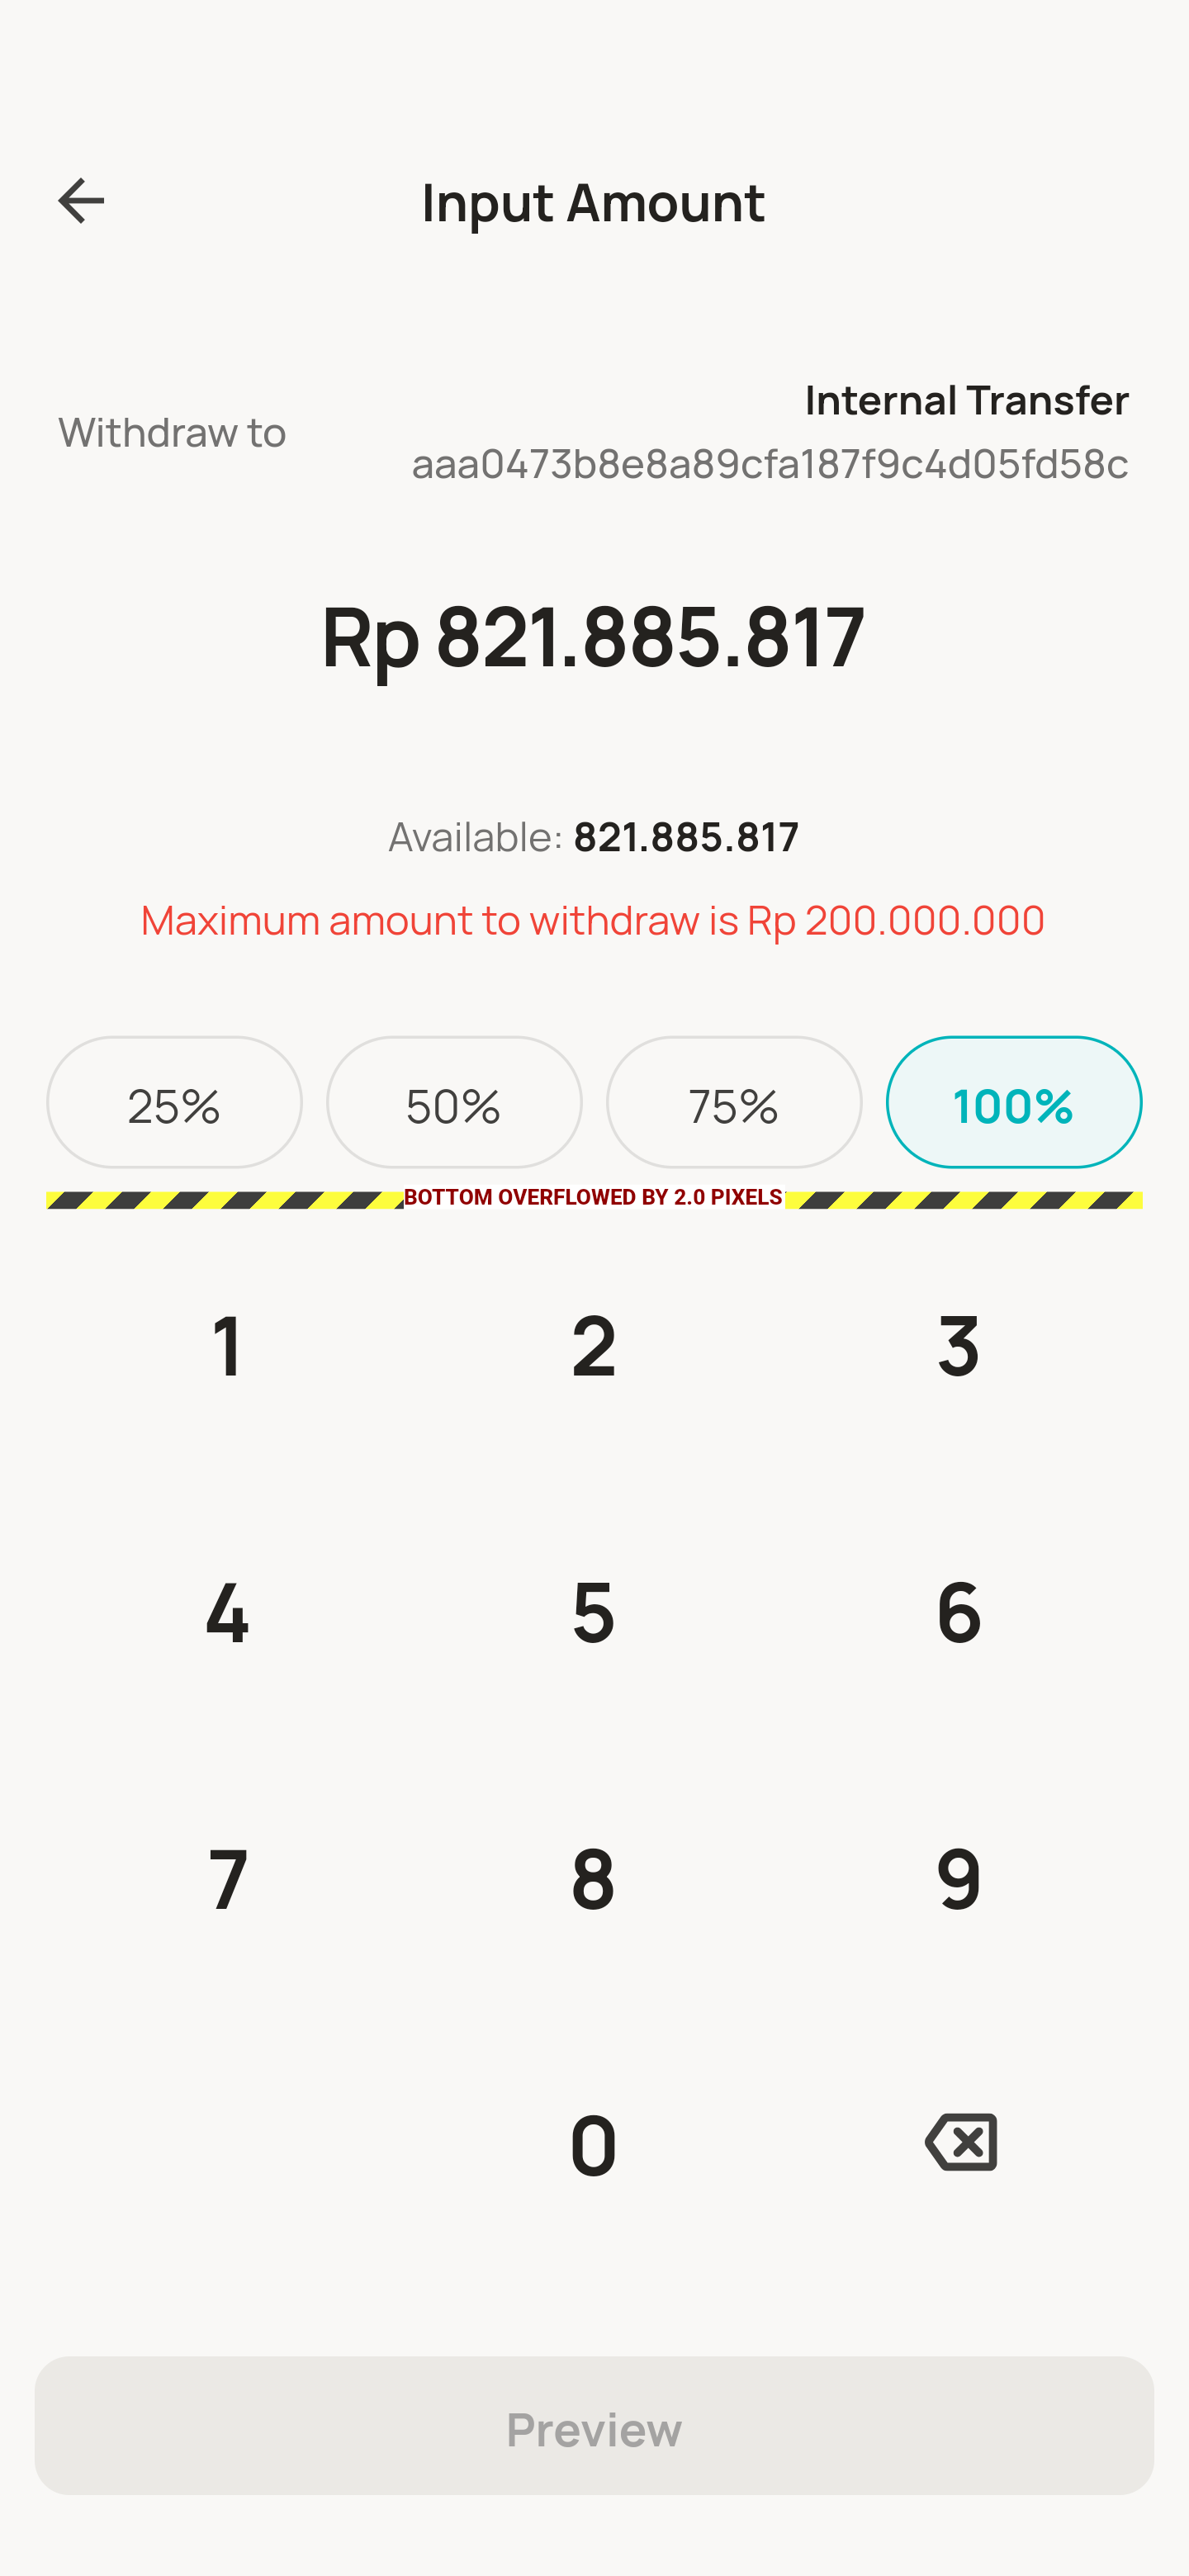 Input Amount
Withdraw to
Internal Transfer
aaa0473b8e8a89cfa187f9c4d05fd58c
Rp 821.885.817
Available: 821.885.817
Maximum amount to withdraw is Rp 200.000.000
25% 50% 75% 100%
BOTTOM OVERFLOWED BY 2.0 PIXELS
1 2 3
4 5 6
7 8 9
0
Preview